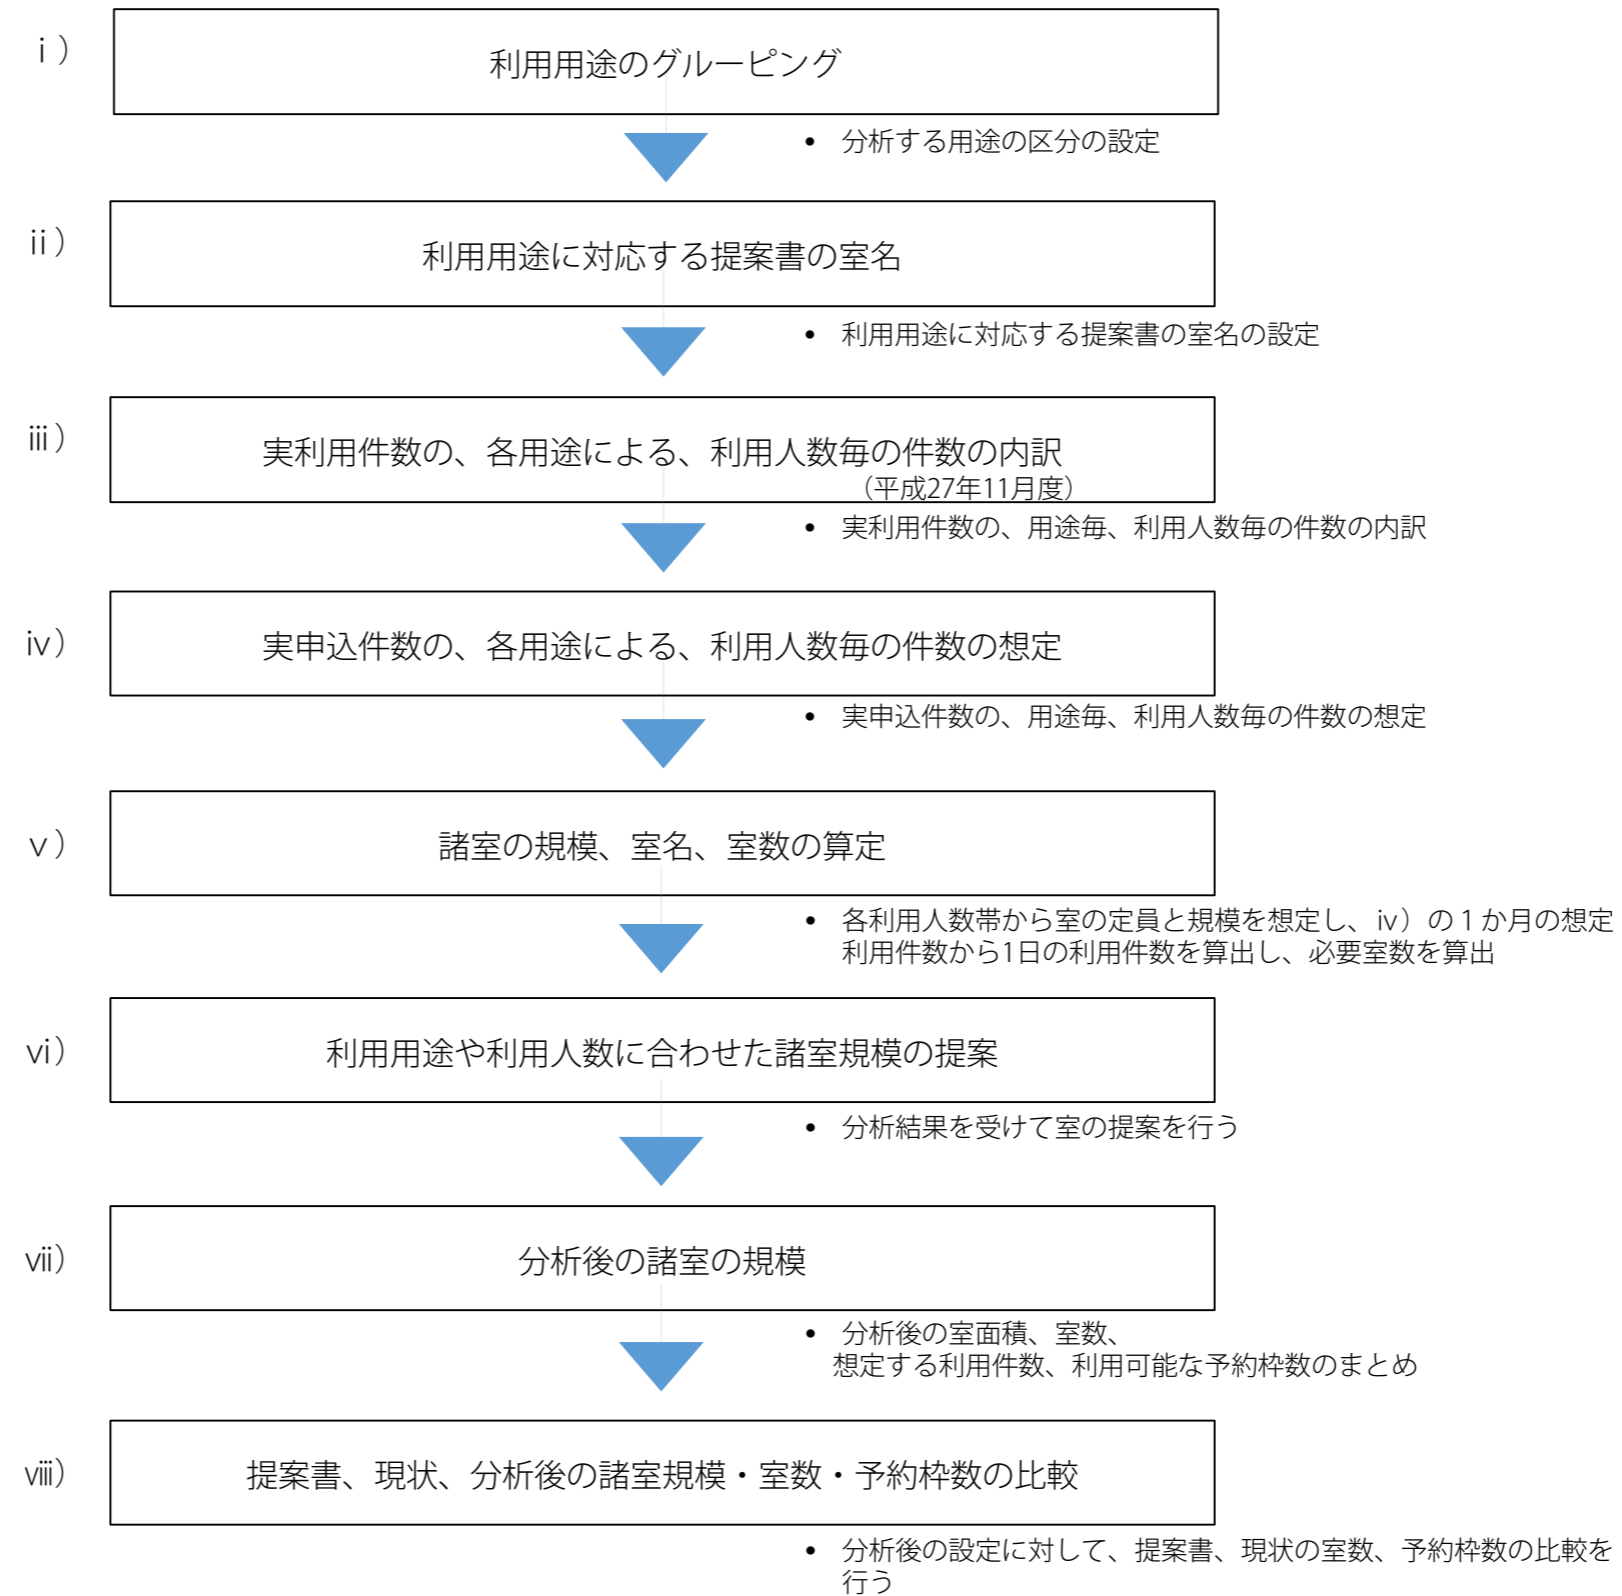 ⅰ）
利用用途のグルーピング
• 分析する用途の区分の設定
ⅱ）
利用用途に対応する提案書の室名
• 利用用途に対応する提案書の室名の設定
ⅲ）
実利用件数の、各用途による、利用人数毎の件数の内訳
（平成27年11月度）
• 実利用件数の、用途毎、利用人数毎の件数の内訳
ⅳ）
実申込件数の、各用途による、利用人数毎の件数の想定
• 実申込件数の、用途毎、利用人数毎の件数の想定
ⅴ）
諸室の規模、室名、室数の算定
• 各利用人数帯から室の定員と規模を想定し、ⅳ）の１か月の想定
利用件数から1日の利用件数を算出し、必要室数を算出
ⅵ）
利用用途や利用人数に合わせた諸室規模の提案
• 分析結果を受けて室の提案を行う
ⅶ）
分析後の諸室の規模
• 分析後の室面積、室数、
想定する利用件数、利用可能な予約枠数のまとめ
ⅷ）
提案書、現状、分析後の諸室規模・室数・予約枠数の比較
• 分析後の設定に対して、提案書、現状の室数、予約枠数の比較を
行う